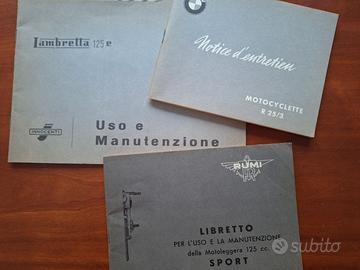 Lambretta 125 e
INNOCENTI
Uso e
Manutenzione
Notice d'entretien
MOTOCYCLETTE
R 25/3
RUMI
LIBRETTO
PER L'USO E LA MANUTENZIONE
della Motoleggera 125 cc.
SPORT
subito